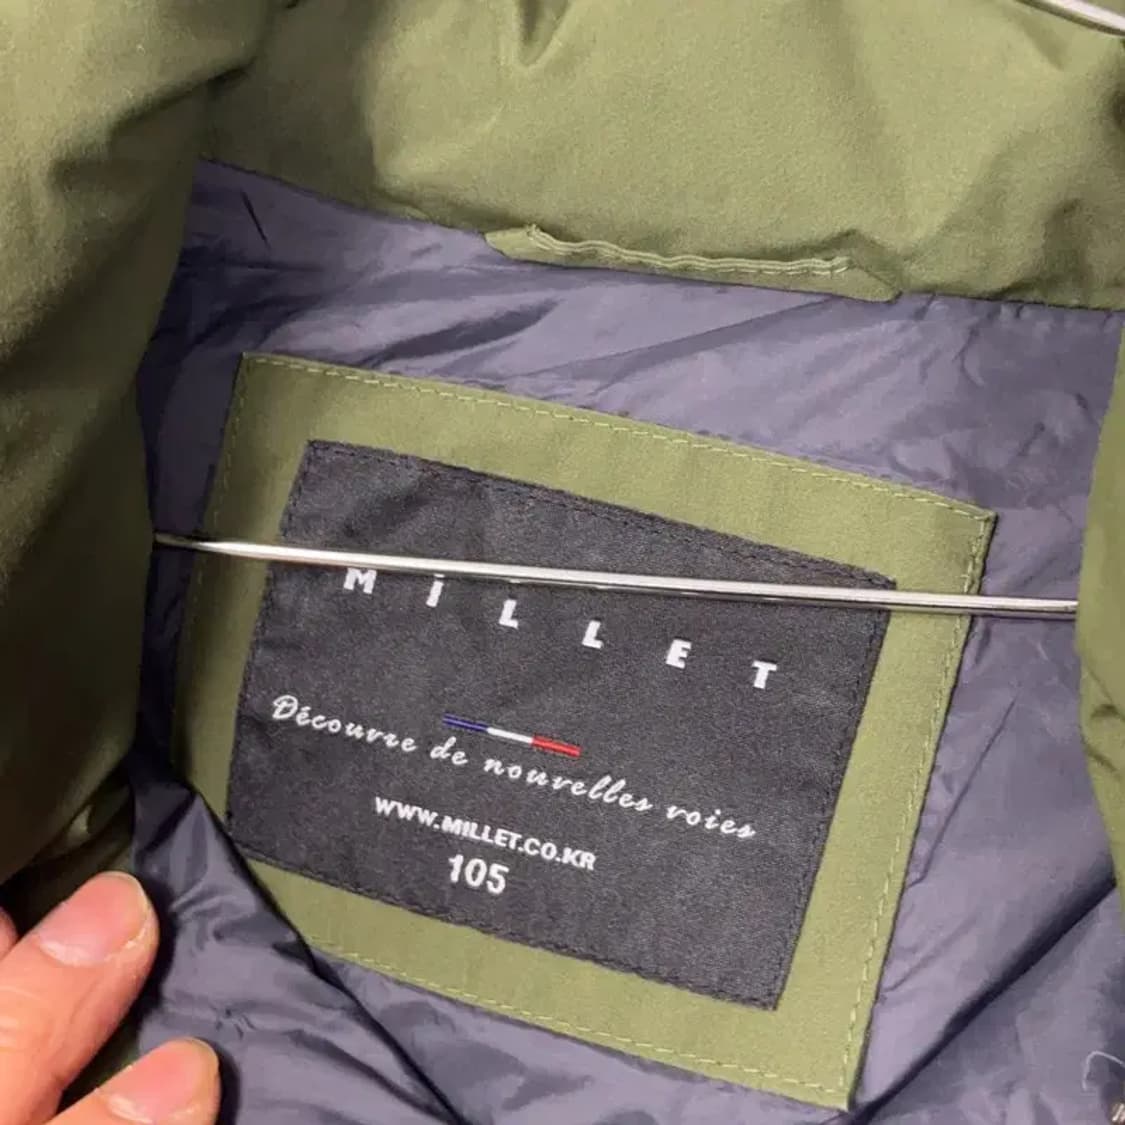 MiLLET
Découvre de nouvelles voies
WWW.MILLET.CO.KR
105